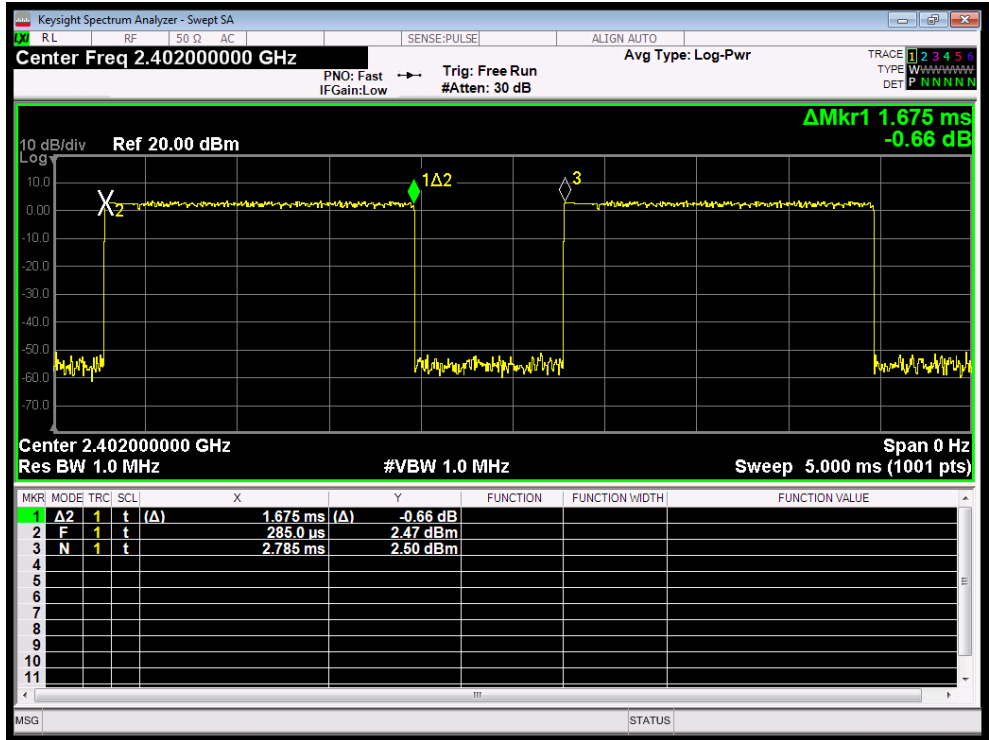 Keysight Spectrum Analyzer - Swept SA
LXI RL RF 50 Ω AC SENSE:PULSE ALIGN AUTO
Center Freq 2.402000000 GHz
PNO: Fast
IFGain:Low
Trig: Free Run
#Atten: 30 dB
Avg Type: Log-Pwr
TRACE 1 2 3 4 5 6
TYPE W W W W W W
DET P N N N N N
ΔMkr1 1.675 ms
-0.66 dB
10 dB/div Ref 20.00 dBm
Log
10.0
0.00
-10.0
-20.0
-30.0
-40.0
-50.0
-60.0
-70.0
X2
1Δ2
3
Center 2.402000000 GHz Span 0 Hz
Res BW 1.0 MHz #VBW 1.0 MHz Sweep 5.000 ms (1001 pts)
MKR MODE TRC SCL X Y FUNCTION FUNCTION WIDTH FUNCTION VALUE
1 Δ2 1 t (Δ) 1.675 ms (Δ) -0.66 dB
2 F 1 t 285.0 μs 2.47 dBm
3 N 1 t 2.785 ms 2.50 dBm
4
5
6
7
8
9
10
11
MSG STATUS